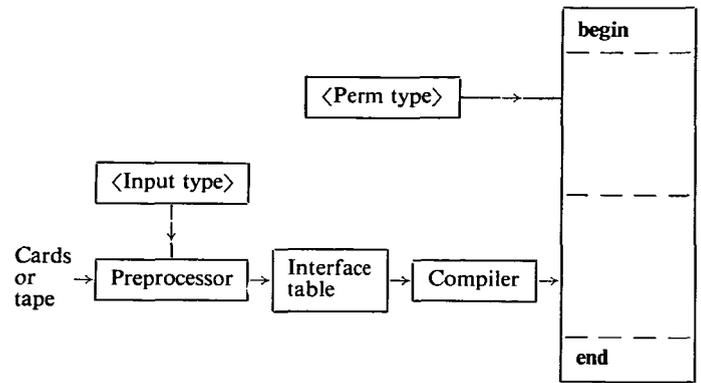 begin
〈Perm type〉
〈Input type〉
Cards
or
tape
Preprocessor
Interface
table
Compiler
end